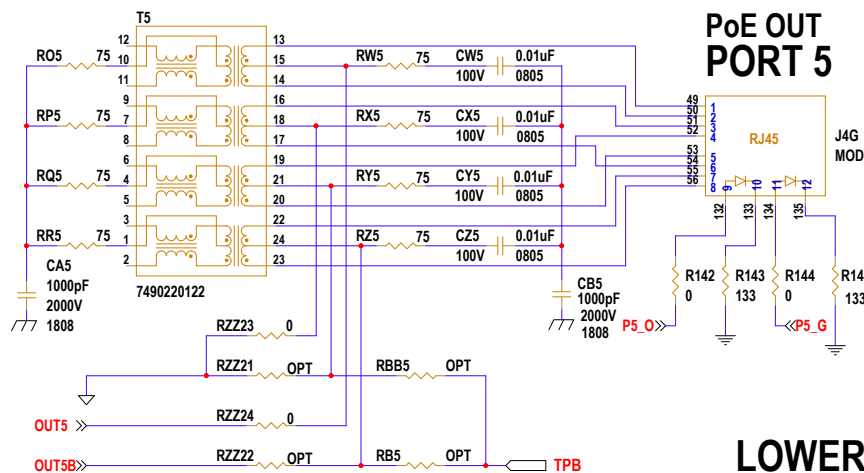 T5
PoE OUT
PORT 5
RO5 75
12
10
11
13
15
14
RW5 75
CW5 0.01uF
100V 0805
RP5 75
9
7
8
16
18
17
RX5 75
CX5 0.01uF
100V 0805
RQ5 75
6
4
5
19
21
20
RY5 75
CY5 0.01uF
100V 0805
RR5 75
3
1
2
22
24
23
RZ5 75
CZ5 0.01uF
100V 0805
49 1
50 2
51 3
52 4
53 5
54 6
55 7
56 8
RJ45
J4G
MOD
9 10 11 12
132 133 134 135
CA5
1000pF
2000V
1808
7490220122
CB5
1000pF
2000V
1808
R142
0
R143
133
R144
0
R14
133
P5_O
P5_G
RZZ23 0
RZZ21 OPT
RBB5 OPT
RZZ24 0
OUT5
RZZ22 OPT
RB5 OPT
OUT5B
TPB
LOWER